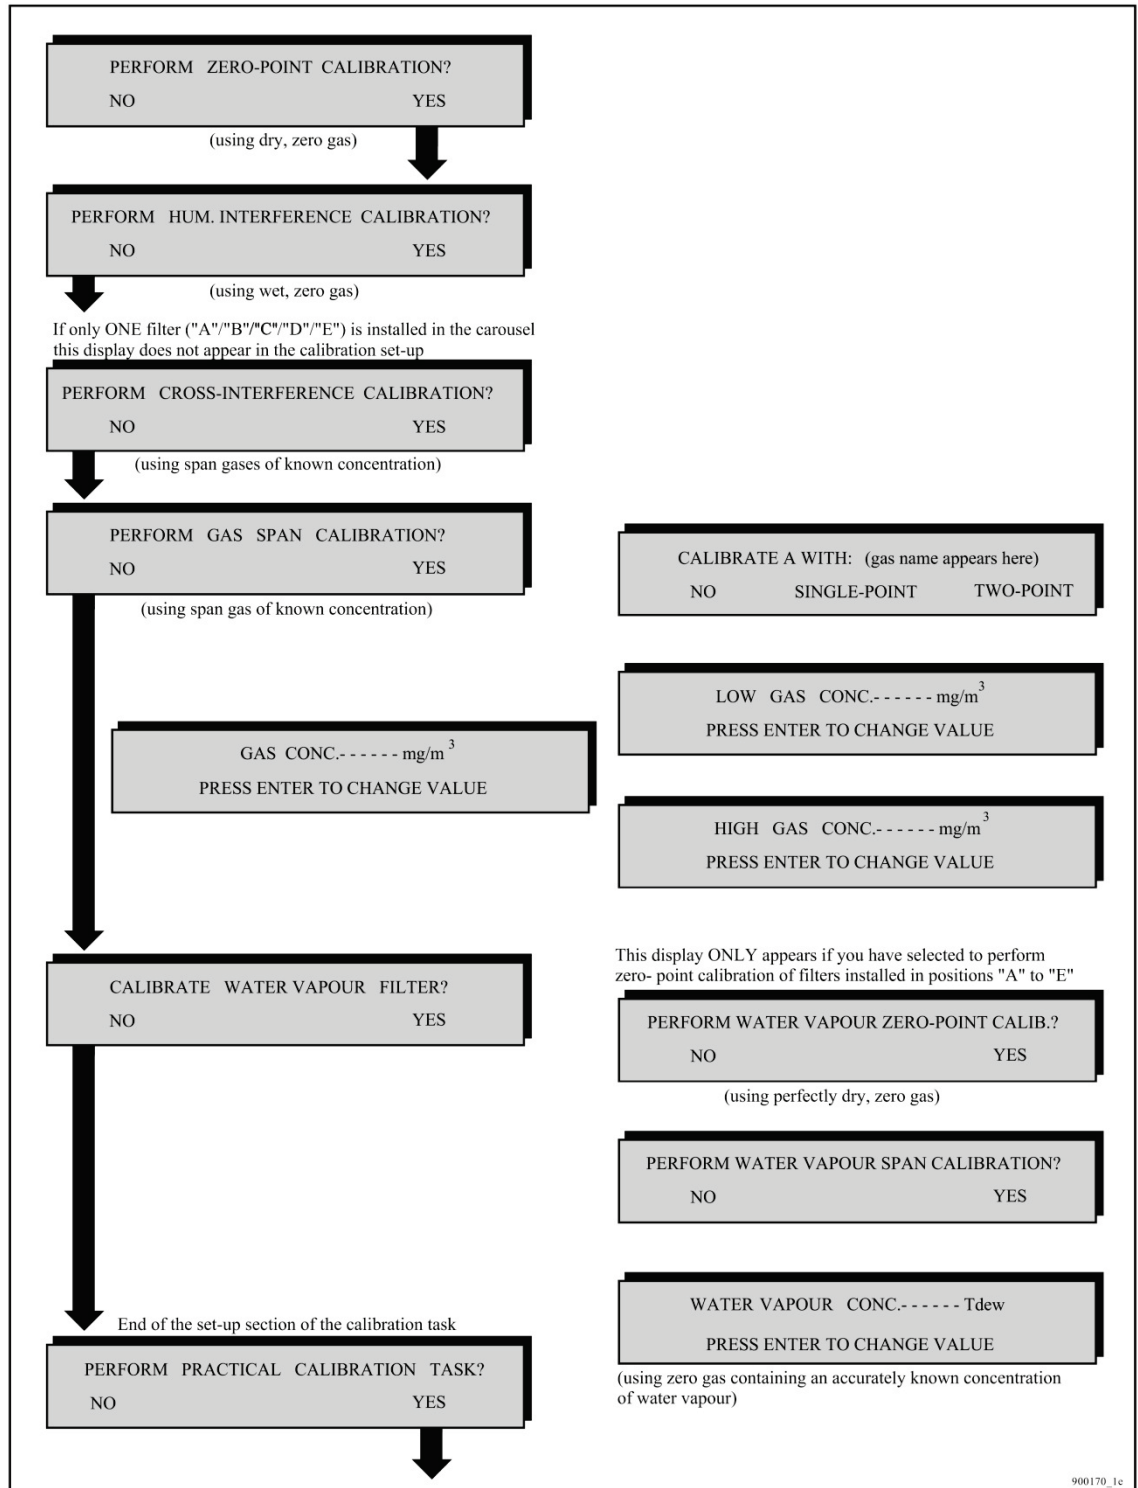 PERFORM ZERO-POINT CALIBRATION?
NO YES
(using dry, zero gas)
PERFORM HUM. INTERFERENCE CALIBRATION?
NO YES
(using wet, zero gas)
If only ONE filter ("A"/"B"/"C"/"D"/"E") is installed in the carousel
this display does not appear in the calibration set-up
PERFORM CROSS-INTERFERENCE CALIBRATION?
NO YES
(using span gases of known concentration)
PERFORM GAS SPAN CALIBRATION?
NO YES
(using span gas of known concentration)
CALIBRATE A WITH: (gas name appears here)
NO SINGLE-POINT TWO-POINT
GAS CONC.- - - - - - mg/m 3
PRESS ENTER TO CHANGE VALUE
LOW GAS CONC.- - - - - - mg/m3
PRESS ENTER TO CHANGE VALUE
HIGH GAS CONC.- - - - - - mg/m3
PRESS ENTER TO CHANGE VALUE
CALIBRATE WATER VAPOUR FILTER?
NO YES
This display ONLY appears if you have selected to perform
zero- point calibration of filters installed in positions "A" to "E"
PERFORM WATER VAPOUR ZERO-POINT CALIB.?
NO YES
(using perfectly dry, zero gas)
PERFORM WATER VAPOUR SPAN CALIBRATION?
NO YES
WATER VAPOUR CONC.- - - - - - Tdew
PRESS ENTER TO CHANGE VALUE
(using zero gas containing an accurately known concentration
of water vapour)
End of the set-up section of the calibration task
PERFORM PRACTICAL CALIBRATION TASK?
NO YES
900170_1e